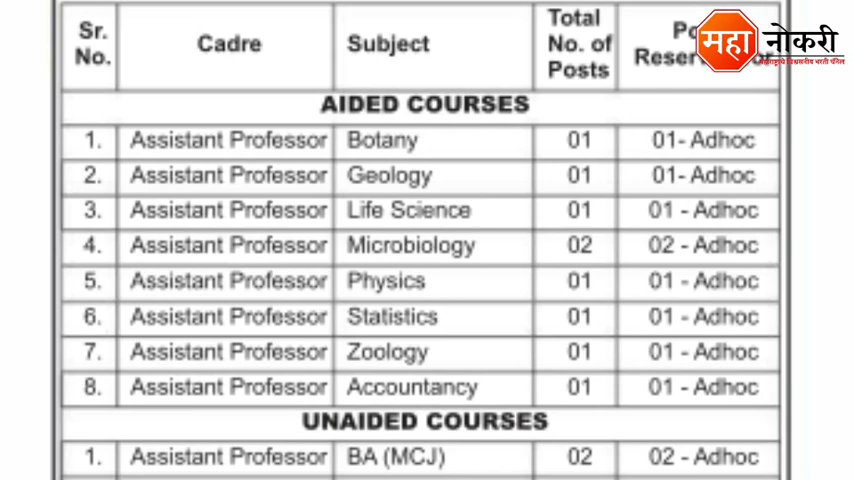 Sr. No. Cadre Subject Total No. of Posts
महा नोकरी
AIDED COURSES
1. Assistant Professor Botany 01 01- Adhoc
2. Assistant Professor Geology 01 01- Adhoc
3. Assistant Professor Life Science 01 01 - Adhoc
4. Assistant Professor Microbiology 02 02 - Adhoc
5. Assistant Professor Physics 01 01 - Adhoc
6. Assistant Professor Statistics 01 01 - Adhoc
7. Assistant Professor Zoology 01 01 - Adhoc
8. Assistant Professor Accountancy 01 01 - Adhoc
UNAIDED COURSES
1. Assistant Professor BA (MCJ) 02 02 - Adhoc